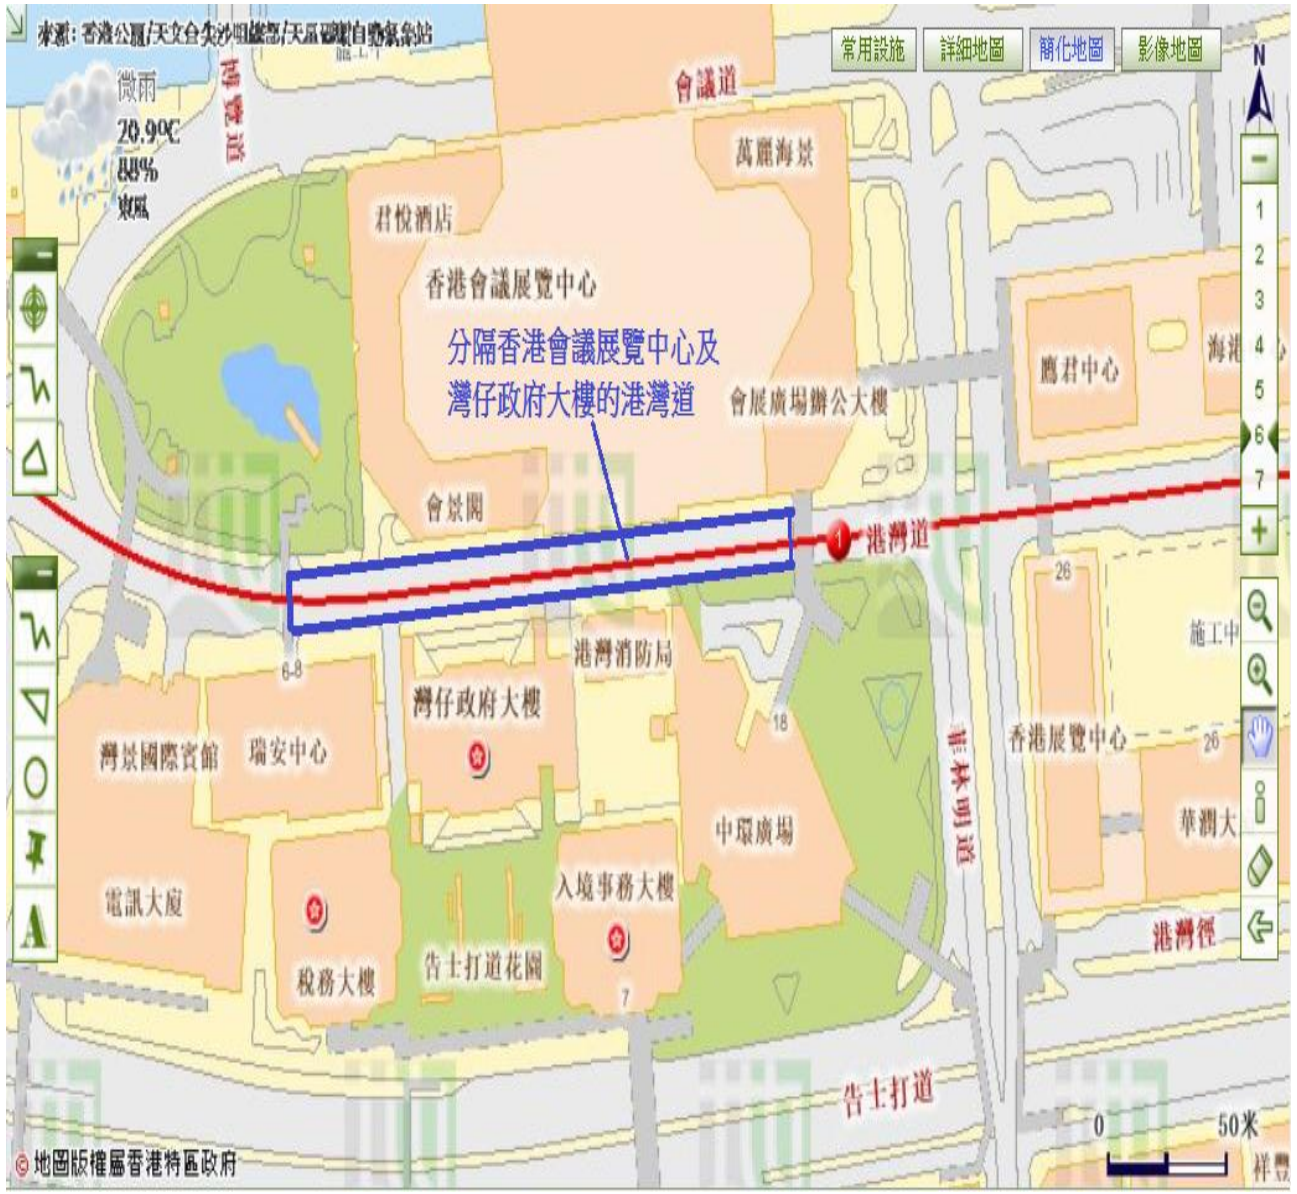 微雨
20.9ºC
88%
東風
常用設施 詳細地圖 簡化地圖 影像地圖
N
博覽道
會議道
萬麗海景
君悅酒店
香港會議展覽中心
分隔香港會議展覽中心及
灣仔政府大樓的港灣道
會展廣場辦公大樓
鷹君中心
海港
1
2
3
4
5
6
7
會景閣
1 港灣道
26
施工中
6-8
港灣消防局
灣仔政府大樓
18
灣景國際賓館
瑞安中心
香港展覽中心
26
菲林明道
中環廣場
華潤大
電訊大廈
入境事務大樓
港灣徑
稅務大樓
告士打道花園
7
告士打道
A
0 50米
© 地圖版權屬香港特區政府
祥豐